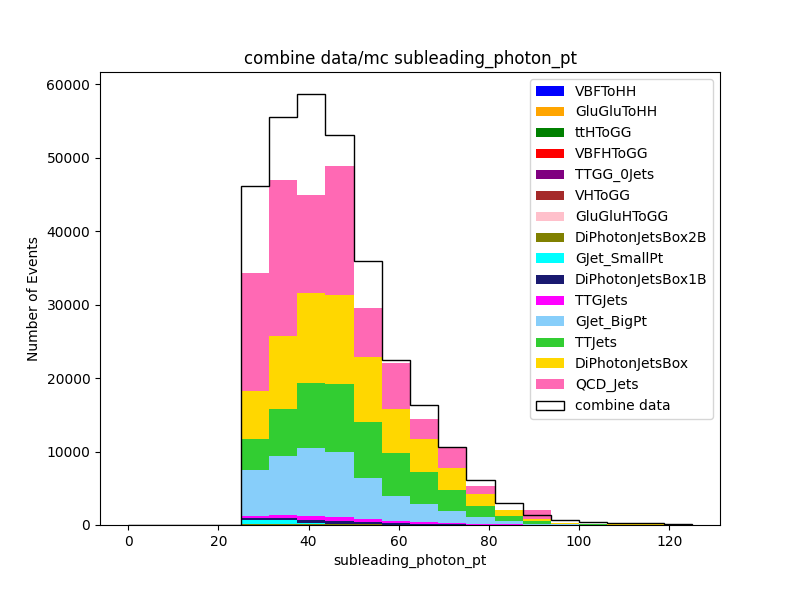 combine data/mc subleading_photon_pt
60000
50000
40000
30000
20000
10000
0
Number of Events
0
20
40
60
80
100
120
subleading_photon_pt
VBFToHH
GluGluToHH
ttHToGG
VBFHToGG
TTGG_0Jets
VHToGG
GluGluHToGG
DiPhotonJetsBox2B
GJet_SmallPt
DiPhotonJetsBox1B
TTGJets
GJet_BigPt
TTJets
DiPhotonJetsBox
QCD_Jets
combine data